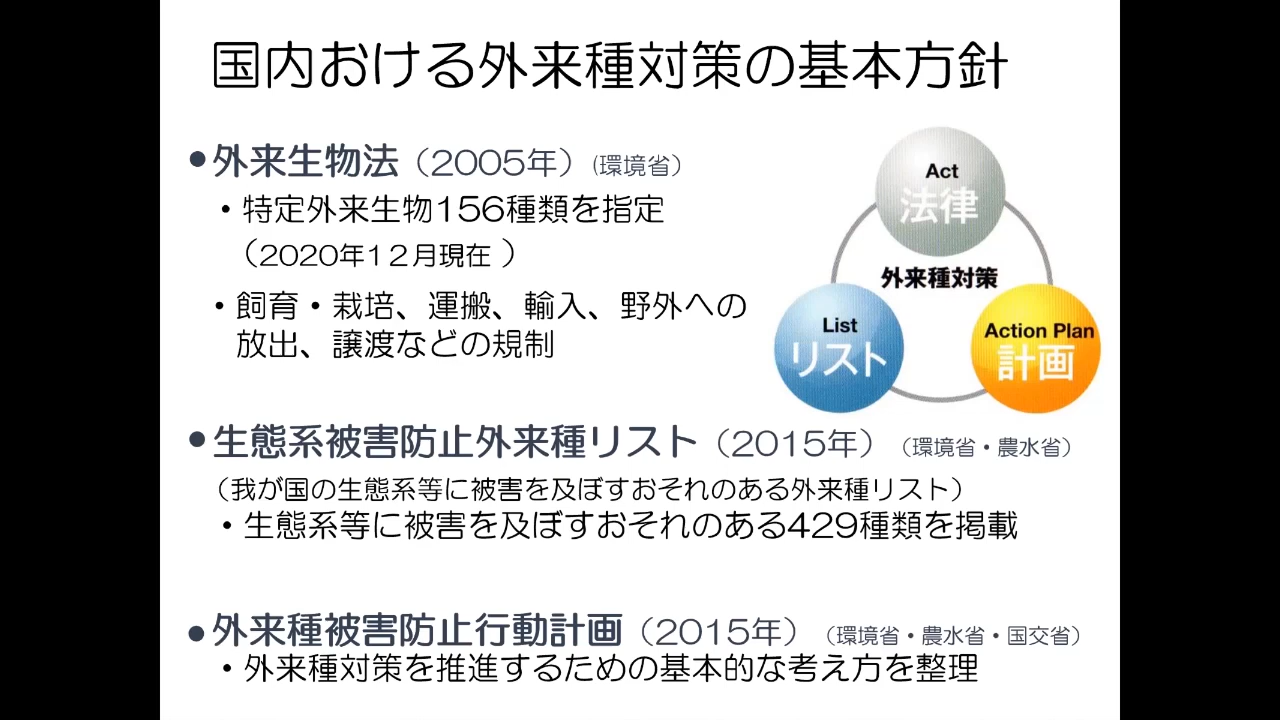 国内おける外来種対策の基本方針
•外来生物法（2005年）（環境省）
・特定外来生物156種類を指定
（2020年１２月現在 ）
・飼育・栽培、運搬、輸入、野外への
放出、譲渡などの規制
Act
法律
外来種対策
List
リスト
Action Plan
計画
•生態系被害防止外来種リスト（2015年）（環境省・農水省）
（我が国の生態系等に被害を及ぼすおそれのある外来種リスト）
・生態系等に被害を及ぼすおそれのある429種類を掲載
•外来種被害防止行動計画（2015年）（環境省・農水省・国交省）
・外来種対策を推進するための基本的な考え方を整理